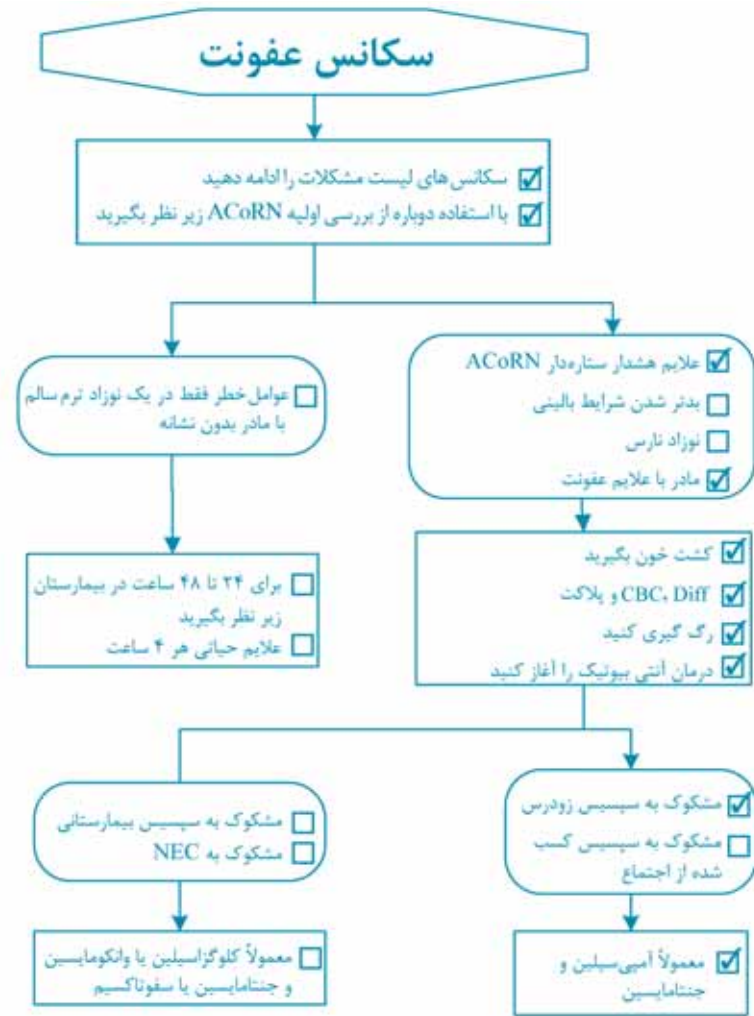 سکانس عفونت
سکانس‌های لیست مشکلات را ادامه دهید
با استفاده دوباره از بررسی اولیه ACoRN زیر نظر بگیرید
علایم هشدار ستاره‌دار ACoRN
بدتر شدن شرایط بالینی
نوزاد نارس
مادر با علایم عفونت
عوامل خطر فقط در یک نوزاد ترم سالم
با مادر بدون نشانه
کشت خون بگیرید
CBC، Diff و پلاکت
رگ گیری کنید
درمان آنتی بیوتیک را آغاز کنید
برای ۲۴ تا ۴۸ ساعت در بیمارستان
زیر نظر بگیرید
علایم حیاتی هر ۴ ساعت
مشکوک به سپسیس زودرس
مشکوک به سپسیس کسب
شده از اجتماع
مشکوک به سپسیس بیمارستانی
مشکوک به NEC
معمولاً آمپی‌سیلین و
جنتامایسین
معمولاً کلوگزاسیلین یا وانکومایسین
و جنتامایسین یا سفوتاکسیم